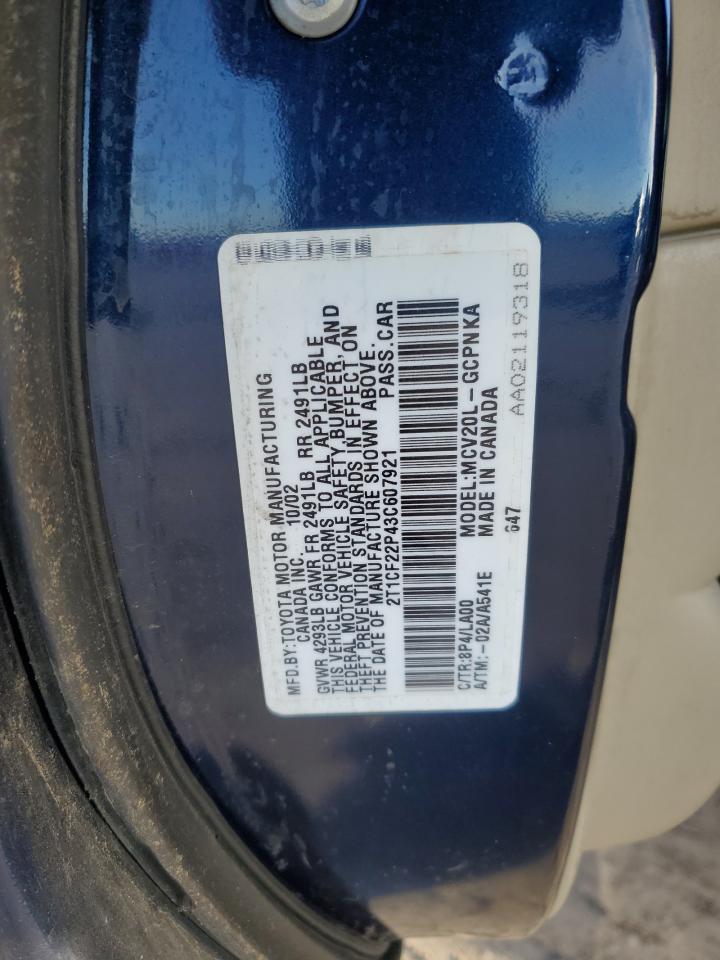 MFD.BY:TOYOTA MOTOR MANUFACTURING
CANADA INC. 10/02
GVWR 4293LB GAWR FR 2491LB RR 2491LB
THIS VEHICLE CONFORMS TO ALL APPLICABLE
FEDERAL MOTOR VEHICLE SAFETY,BUMPER, AND
THEFT PREVENTION STANDARDS IN EFFECT ON
THE DATE OF MANUFACTURE SHOWN ABOVE.
2T1CF22P43C607921 PASS.CAR
C/TR:8P4/LA00 MODEL:MCV20L-GCPNKA
A/TM:-02A/A541E MADE IN CANADA
G47
AA02119318